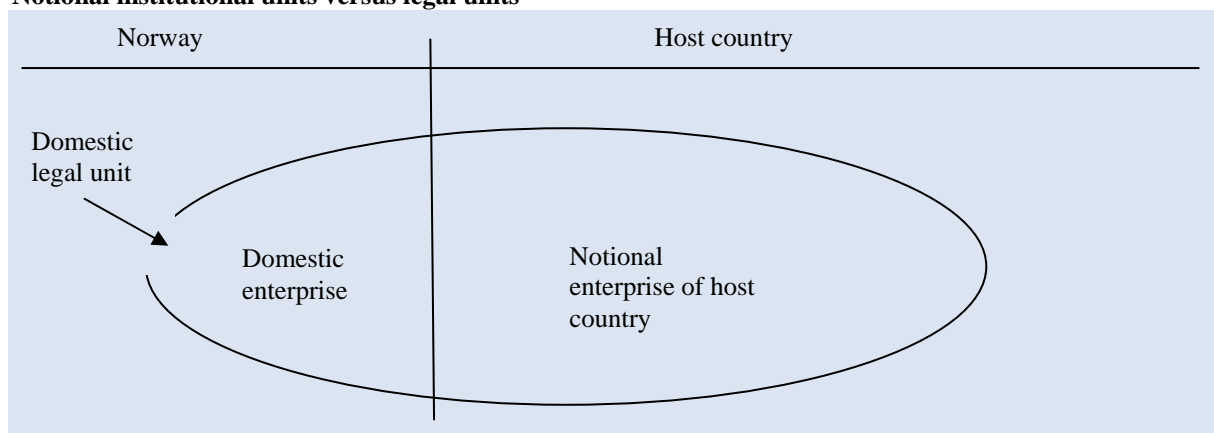 Notional institutional units versus legal units
Norway
Host country
Domestic
legal unit
Domestic
enterprise
Notional
enterprise of host
country